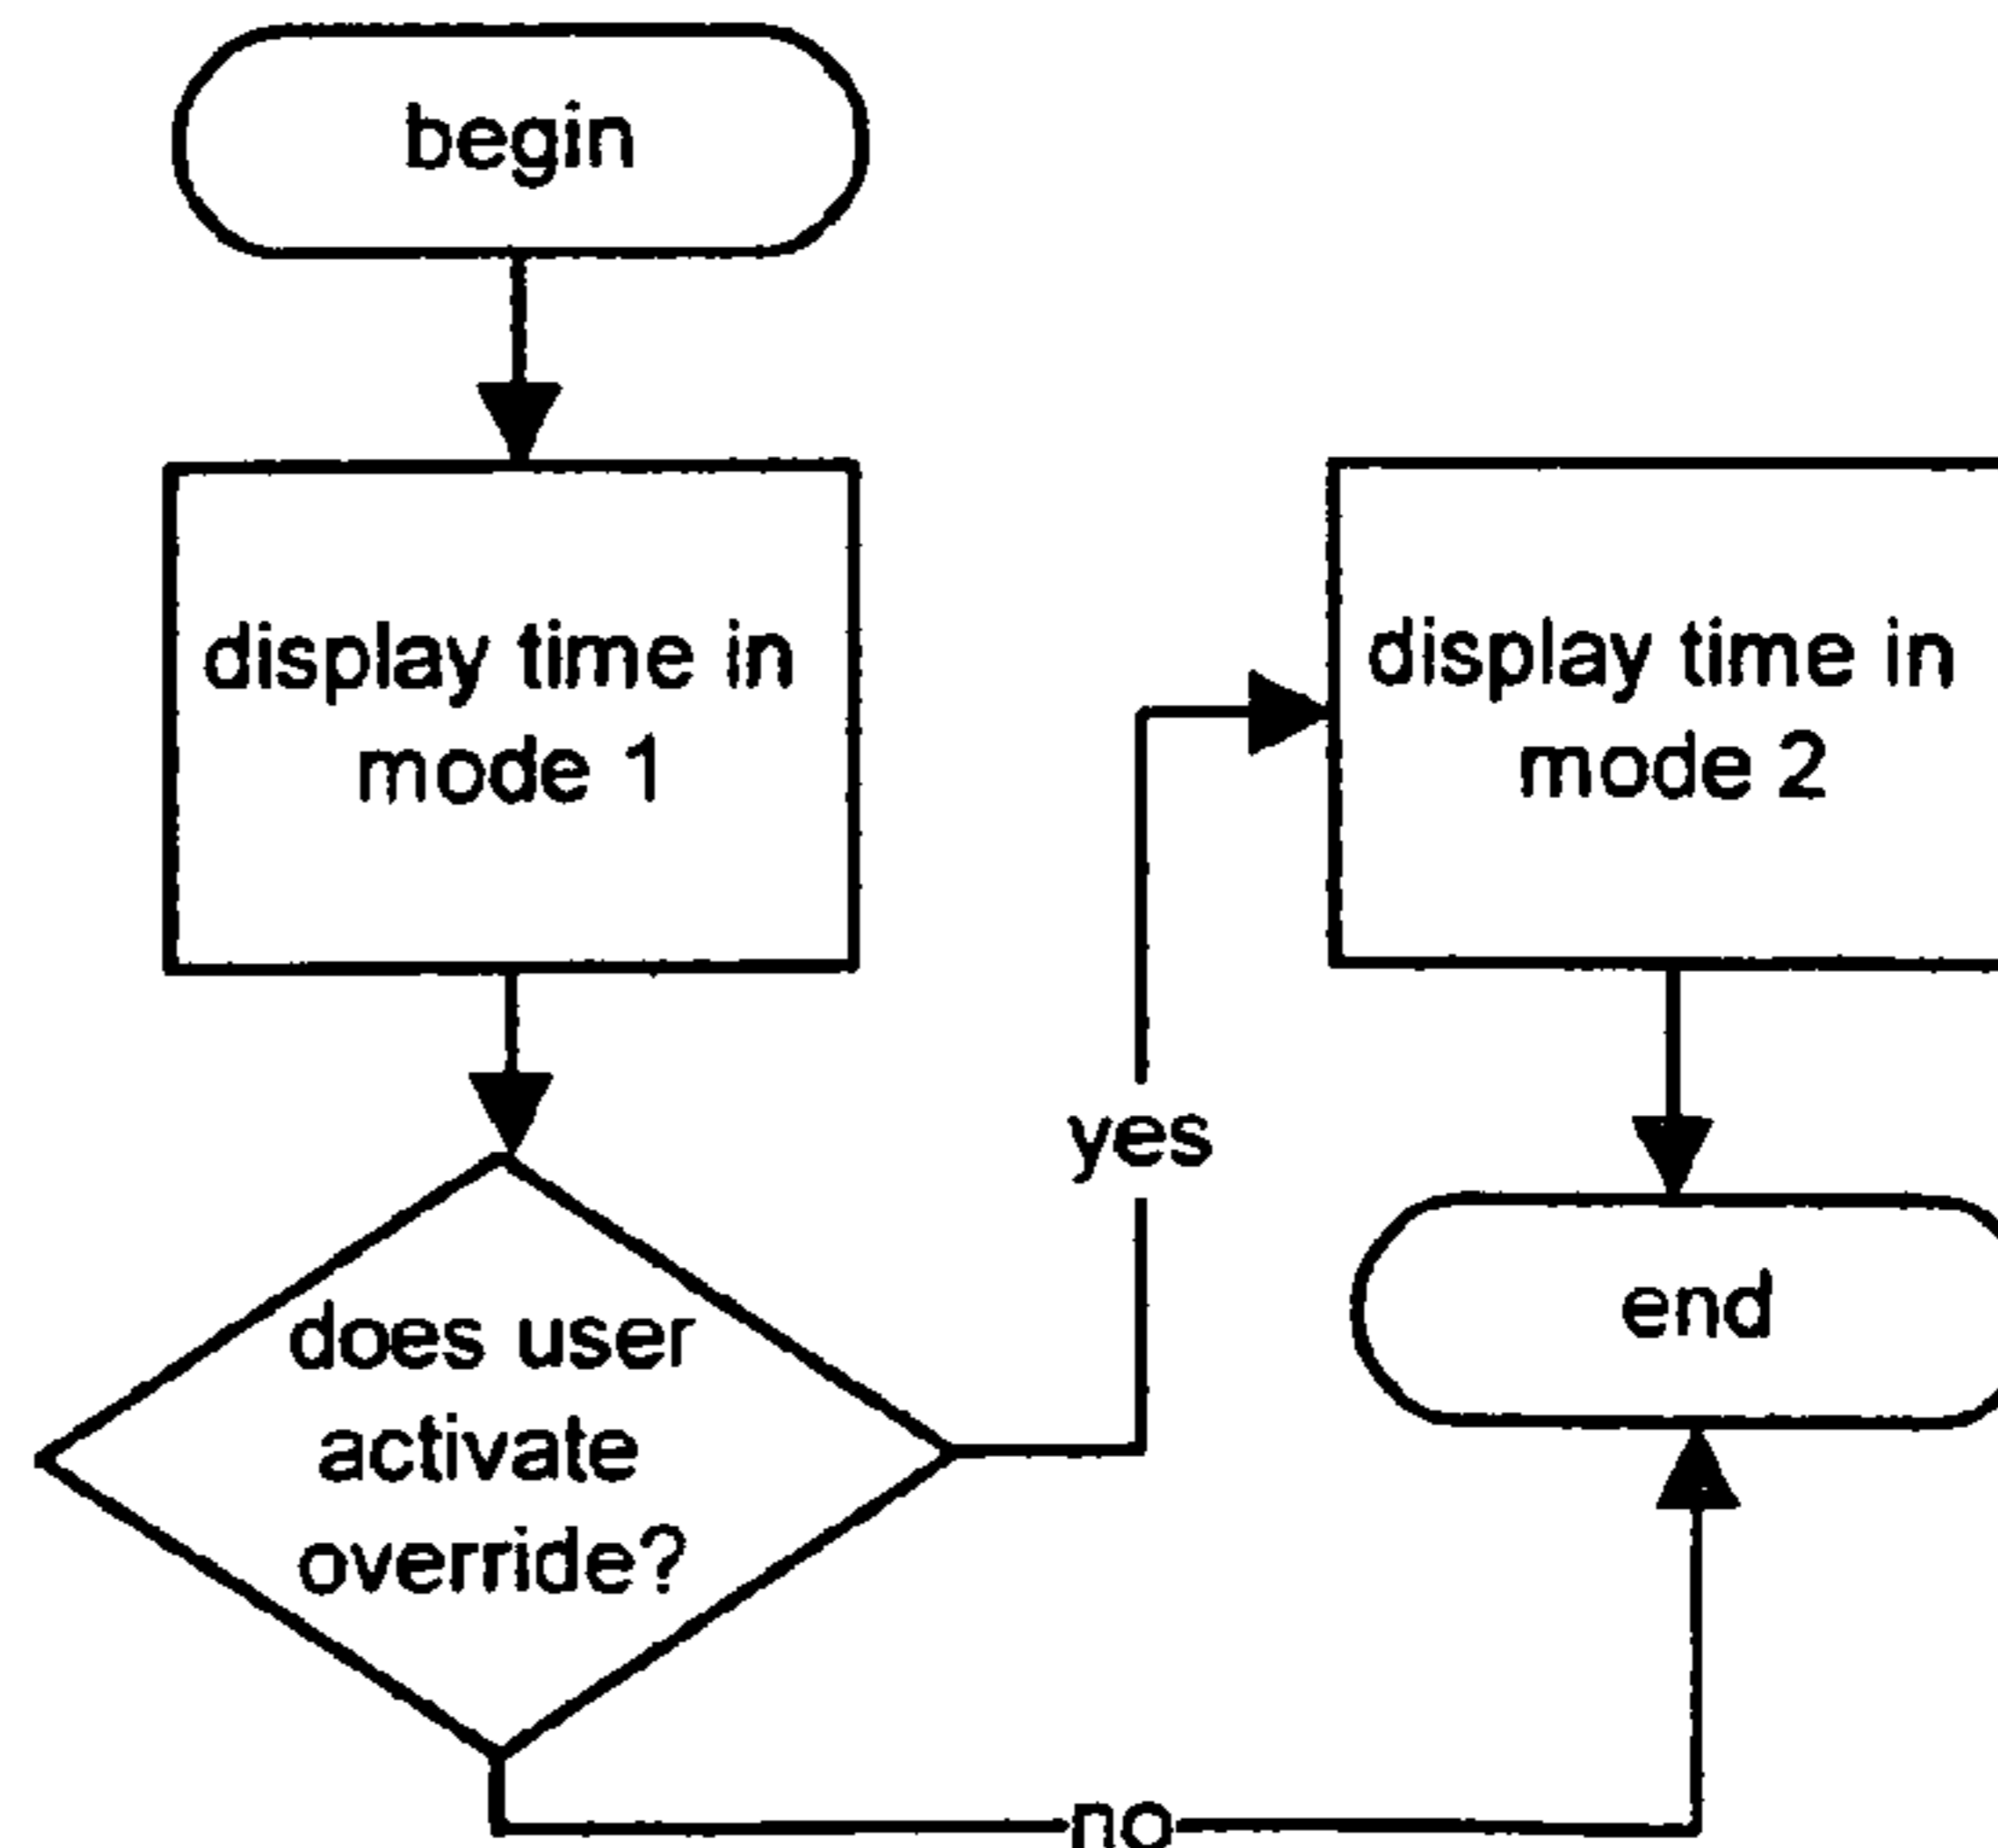 begin
display time in
mode 1
does user
activate
override?
yes
no
display time in
mode 2
end